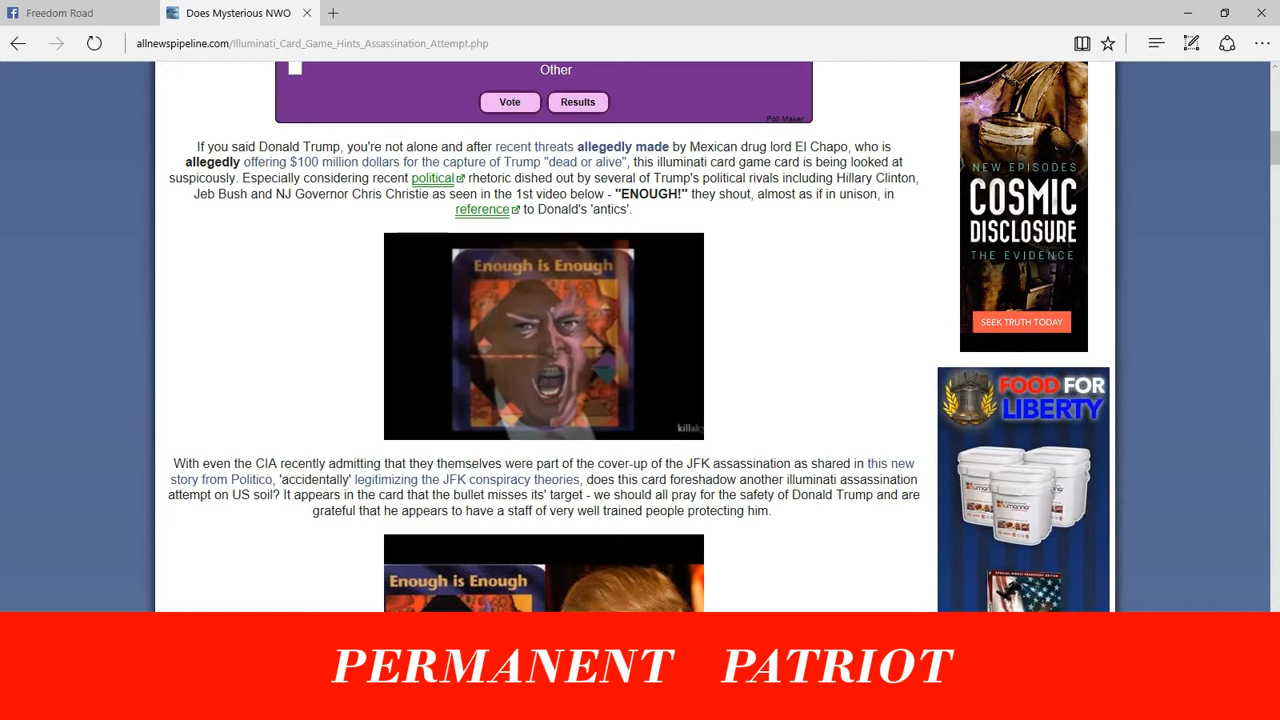 Freedom Road
Does Mysterious NWO
allnewspipeline.com/Illuminati_Card_Game_Hints_Assassination_Attempt.php
Other
Vote Results
Poll Maker
If you said Donald Trump, you're not alone and after recent threats allegedly made by Mexican drug lord El Chapo, who is
allegedly offering $100 million dollars for the capture of Trump "dead or alive", this illuminati card game card is being looked at
suspicously. Especially the recent political rhetoric dished out by several of Trump's political rivals including Hillary Clinton,
Jeb Bush and NJ Governor Chris Christie as seen in the 1st video below - "ENOUGH!" they shout, almost as if in unison, in
reference to Donald's 'antics'.
Enough is Enough
With even the CIA recently admitting that they themselves were part of the cover-up of the JFK assassination as shared in this new
story from Politico, 'accidentally' legitimizing the JFK conspiracy theories, does this card foreshadow another illuminati assassination
attempt on US soil? It appears in the card that the bullet misses its' target - we should all pray for the safety of Donald Trump and are
grateful that he appears to have a staff of very well trained people protecting him.
Enough is Enough
NEW EPISODES
COSMIC
DISCLOSURE
THE EVIDENCE
SEEK TRUTH TODAY
FOOD FOR
LIBERTY
PERMANENT PATRIOT